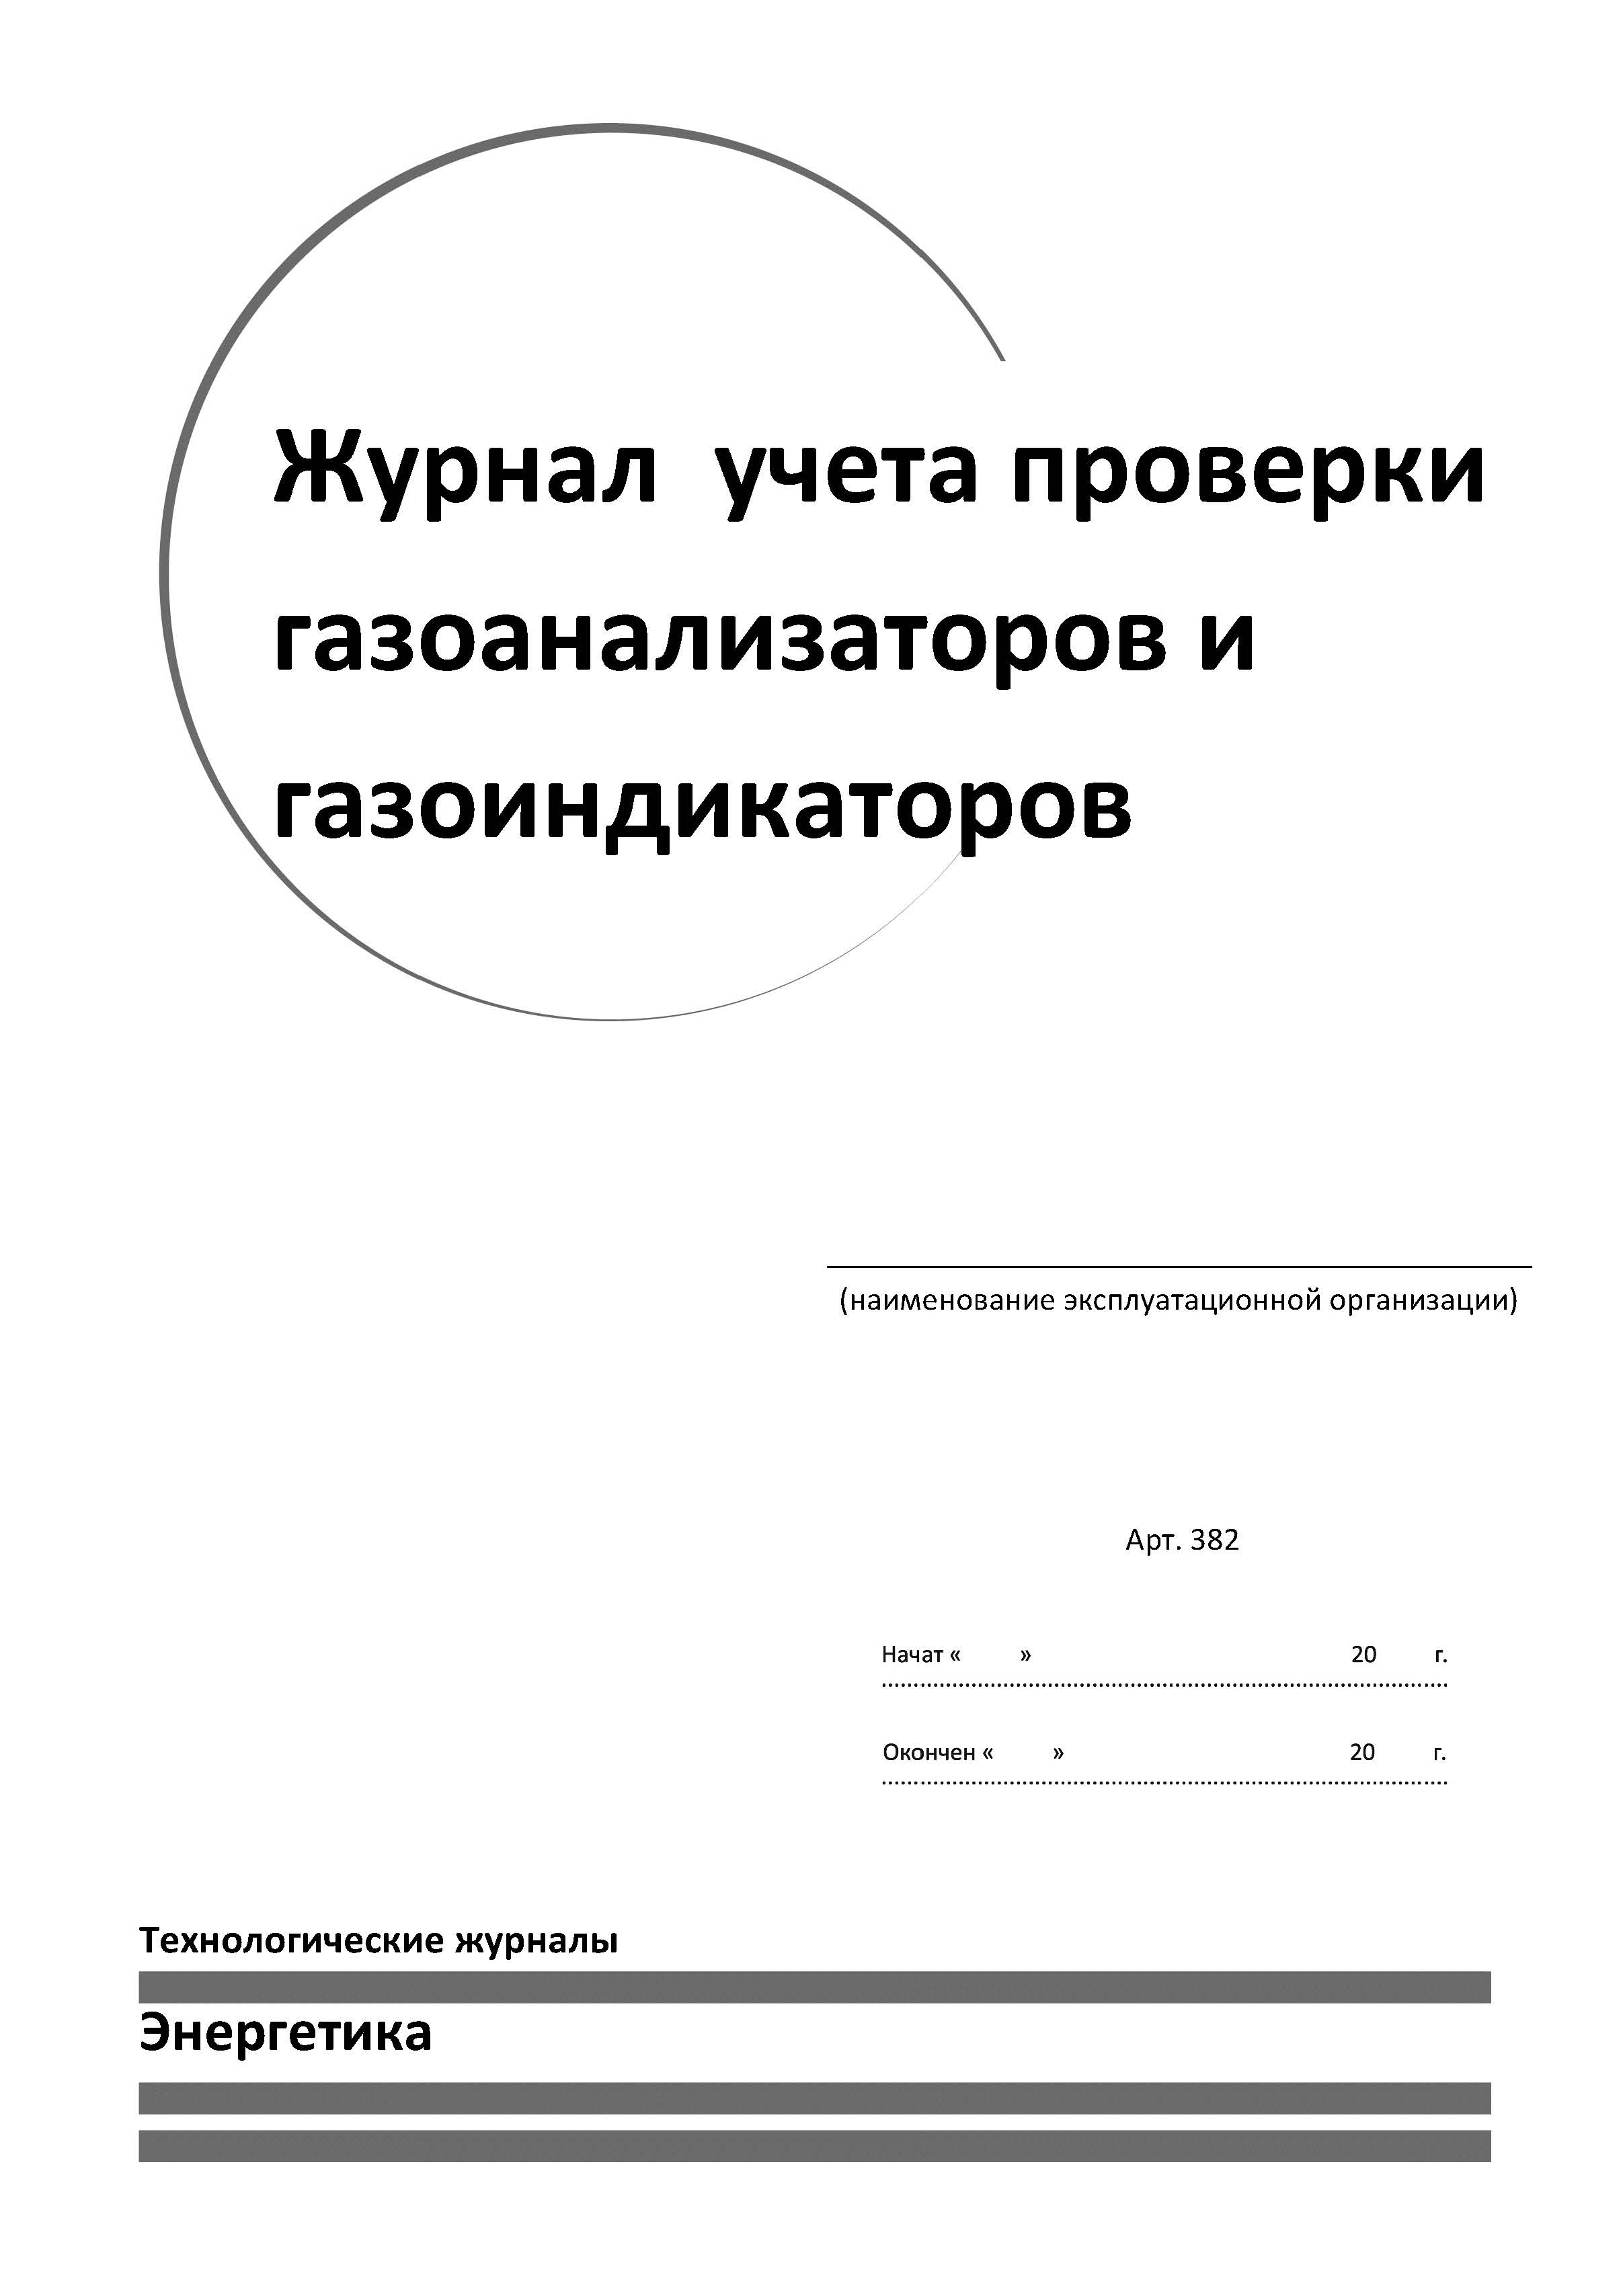 Журнал учета проверки
газоанализаторов и
газоиндикаторов
(наименование эксплуатационной организации)
Арт. 382
Начат « » 20 г.
Окончен « » 20 г.
Технологические журналы
Энергетика